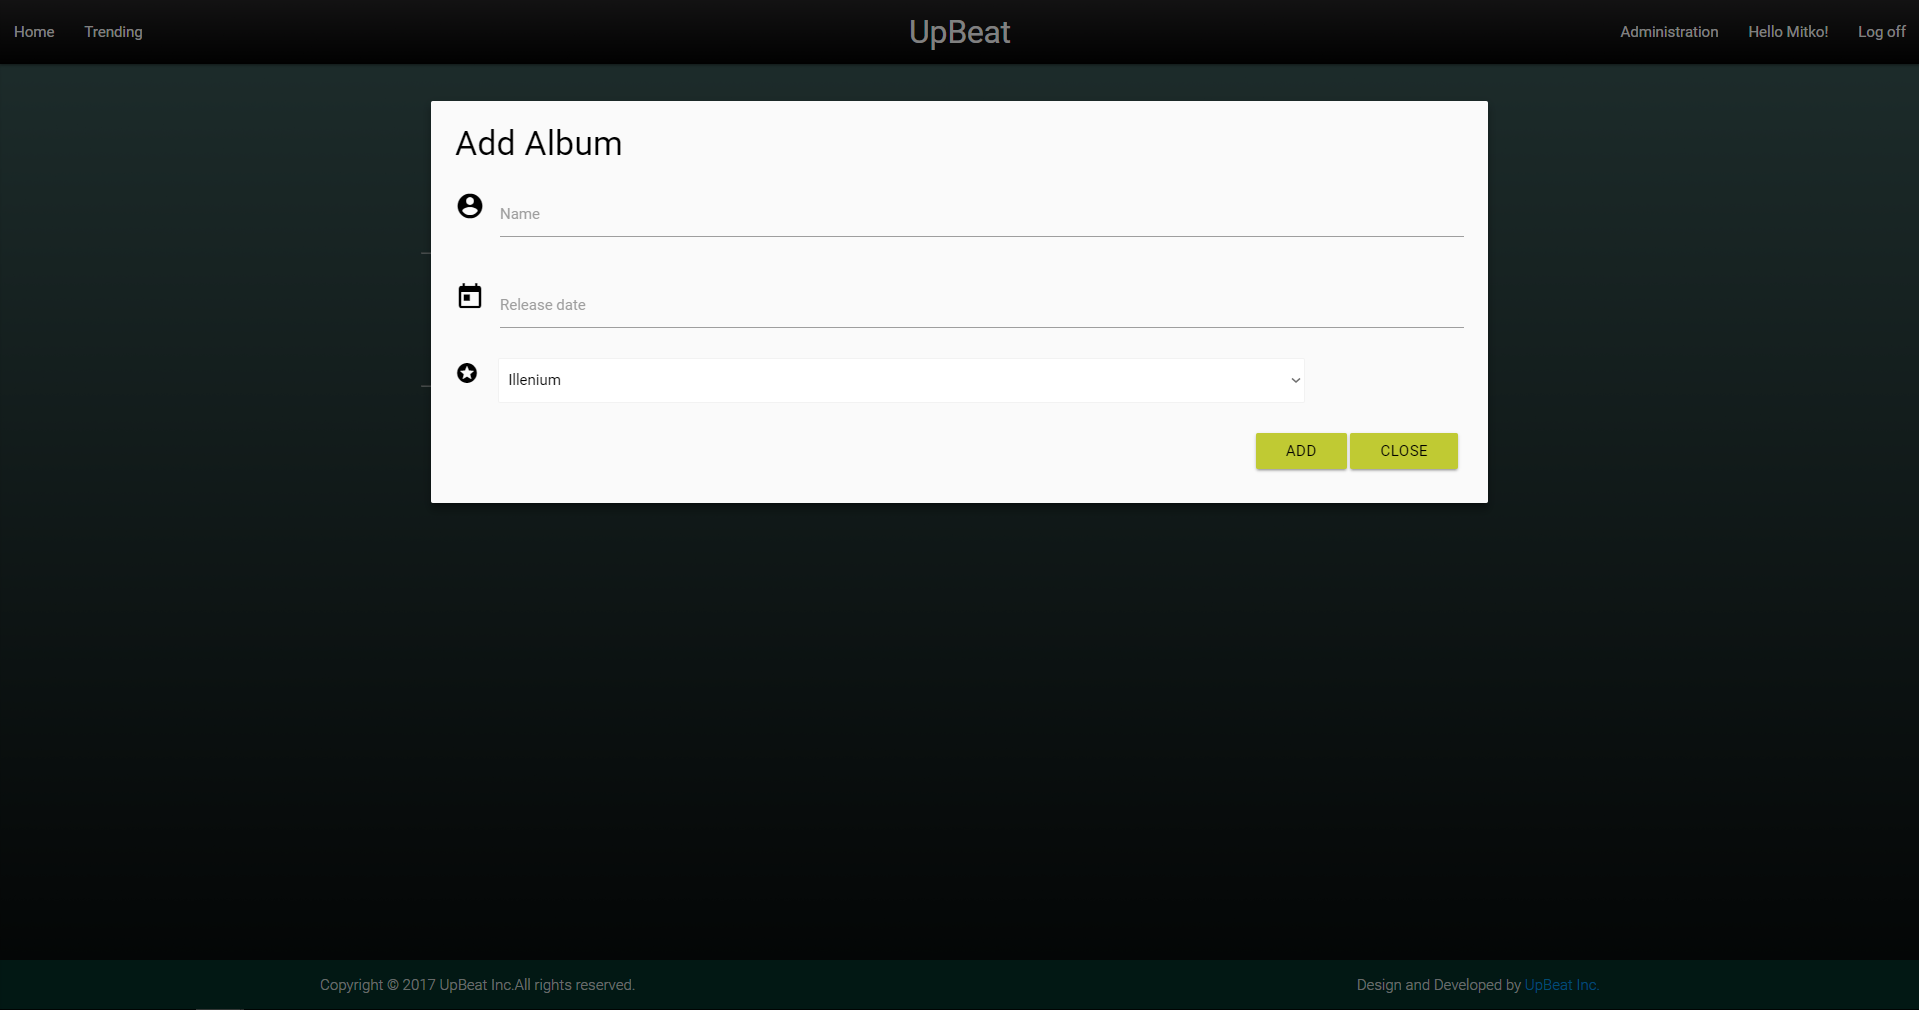 Home Trending UpBeat Administration Hello Mitko! Log off
Add Album
Name
Release date
Illenium
ADD CLOSE
Copyright © 2017 UpBeat Inc.All rights reserved. Design and Developed by UpBeat Inc.